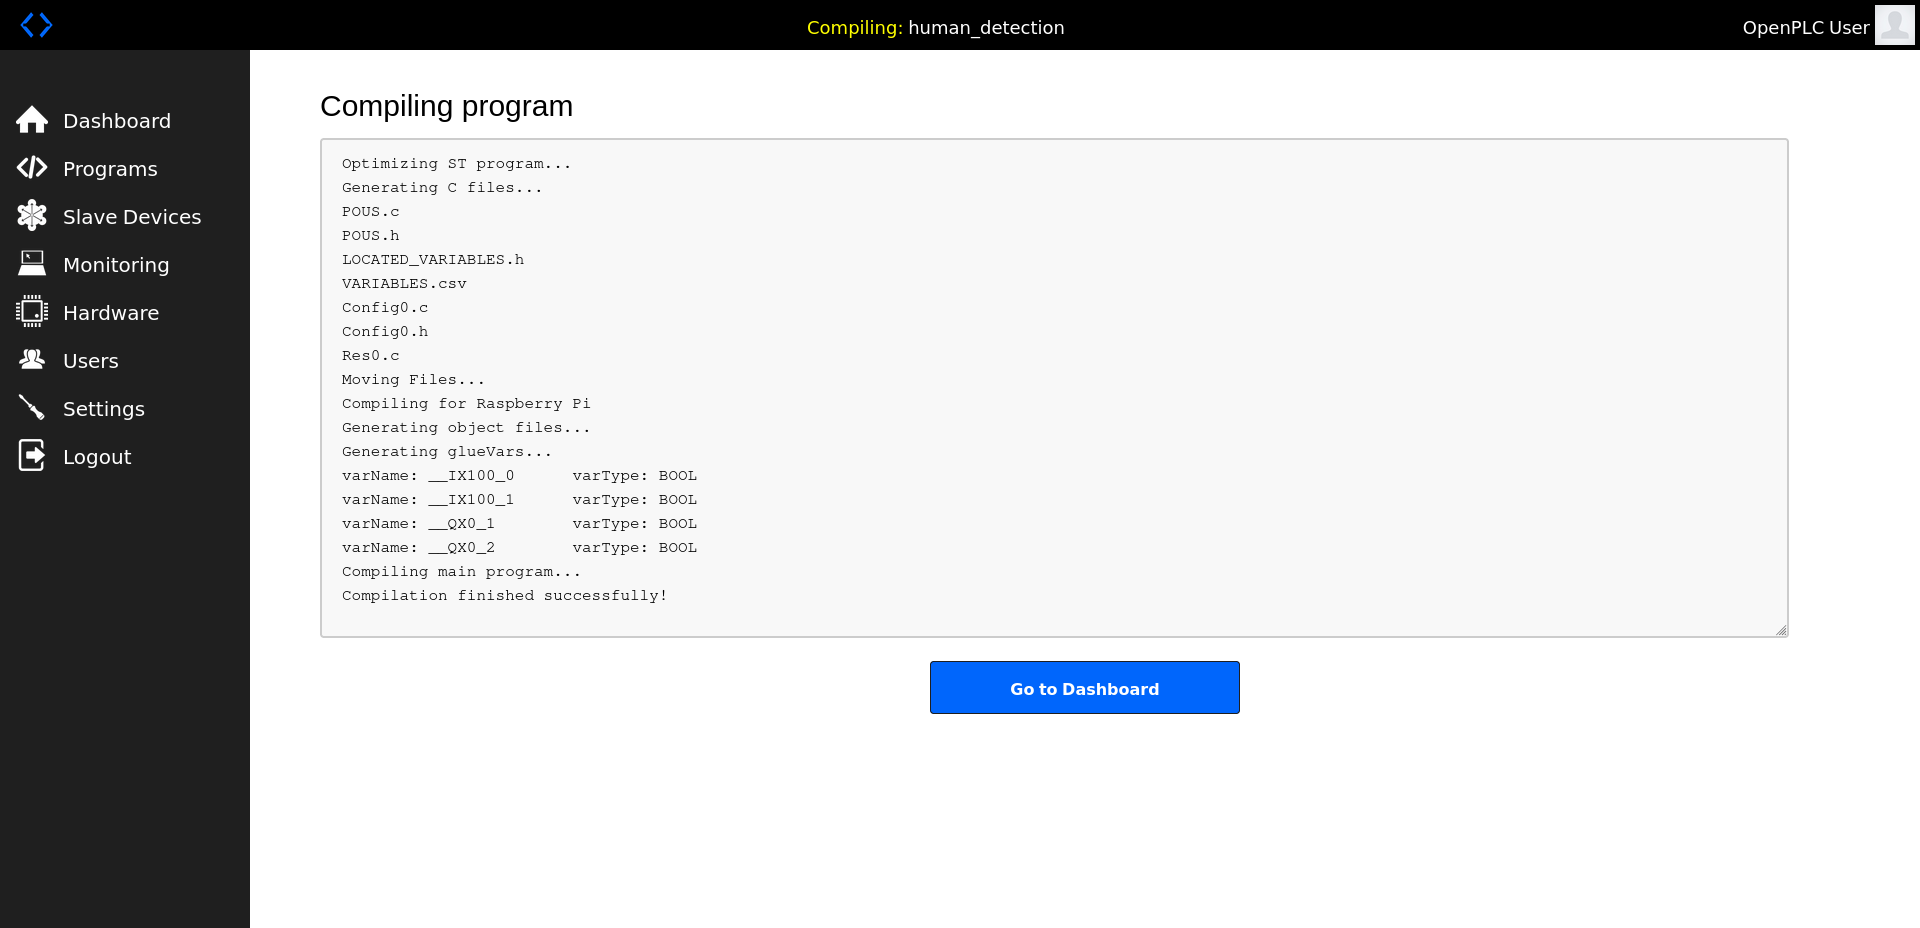 Compiling: human_detection
OpenPLC User
Dashboard
Programs
Slave Devices
Monitoring
Hardware
Users
Settings
Logout
Compiling program
Optimizing ST program...
Generating C files...
POUS.c
POUS.h
LOCATED_VARIABLES.h
VARIABLES.csv
Config0.c
Config0.h
Res0.c
Moving Files...
Compiling for Raspberry Pi
Generating object files...
Generating glueVars...
varName: __IX100_0 varType: BOOL
varName: __IX100_1 varType: BOOL
varName: __QX0_1 varType: BOOL
varName: __QX0_2 varType: BOOL
Compiling main program...
Compilation finished successfully!
Go to Dashboard